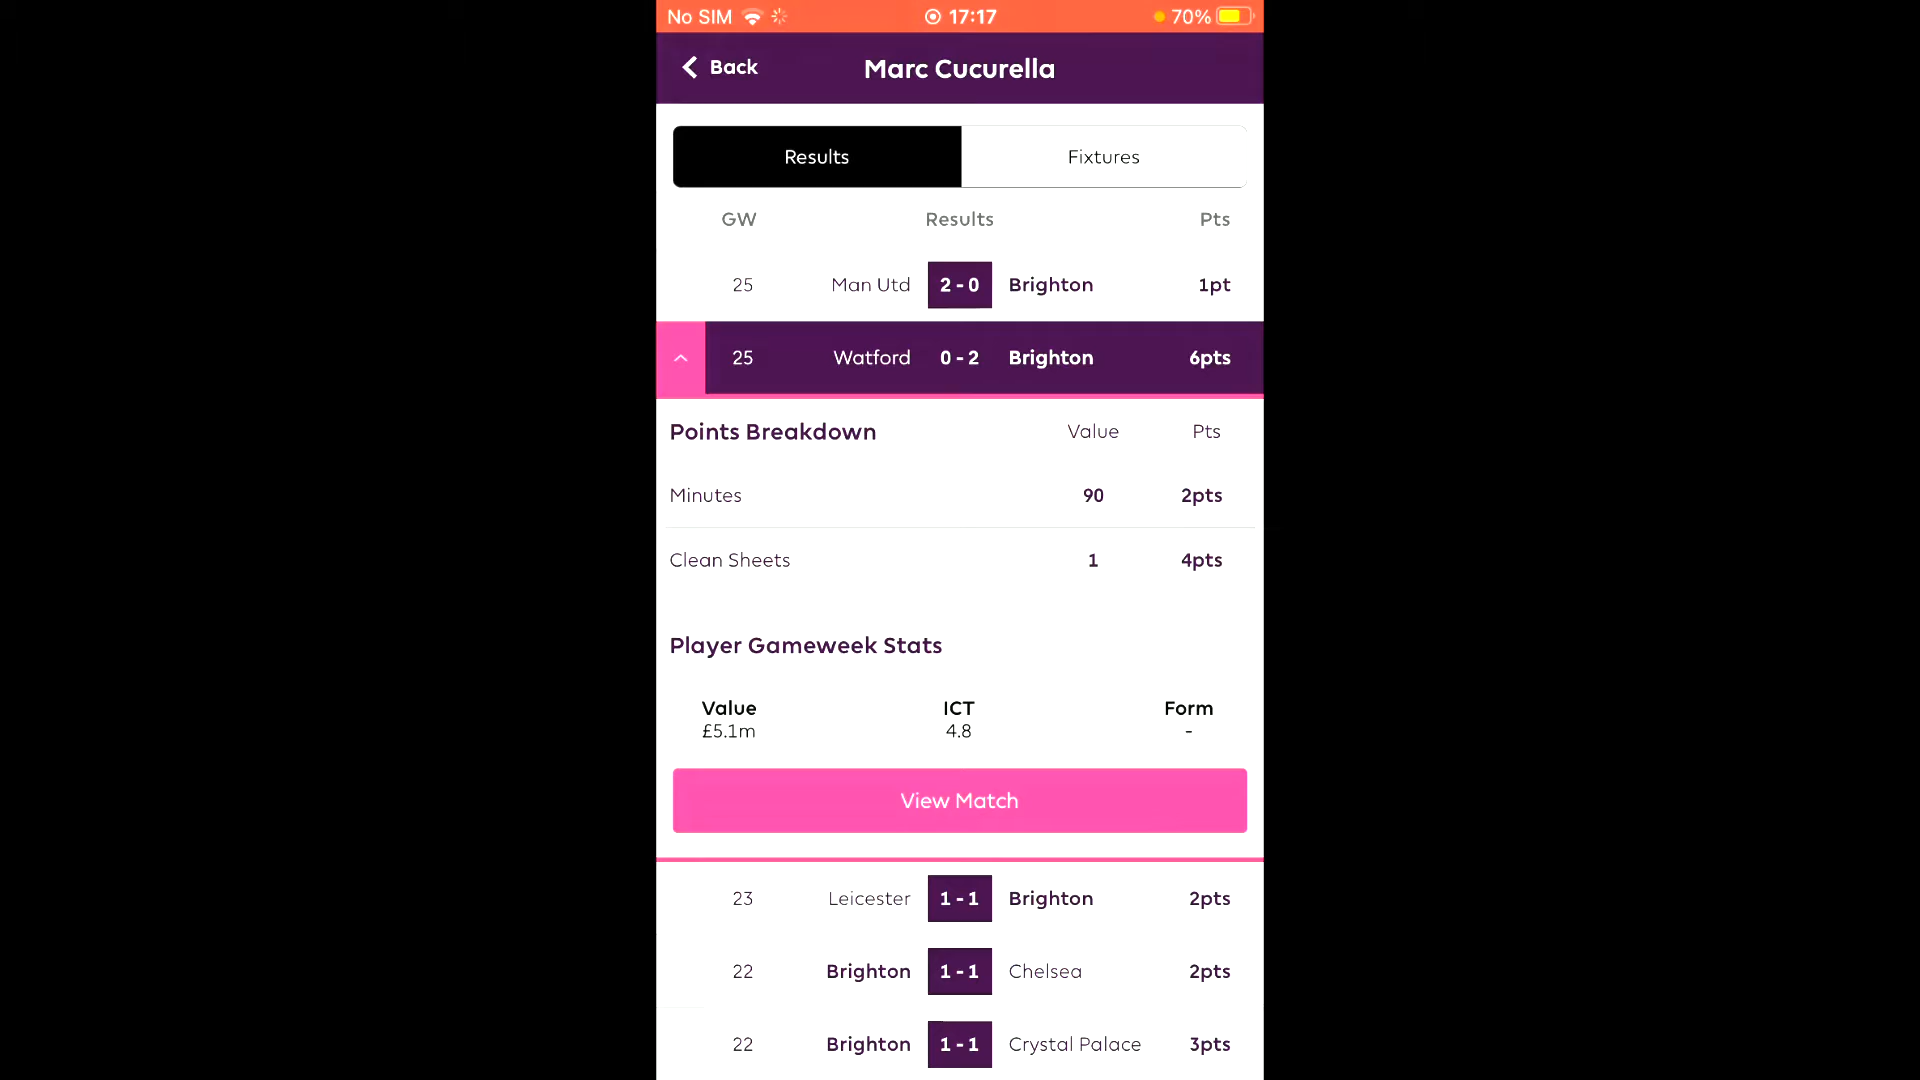 No SIM 17:17 70%
Back Marc Cucurella
Results Fixtures
GW Results Pts
25 Man Utd 2 - 0 Brighton 1pt
25 Watford 0 - 2 Brighton 6pts
Points Breakdown Value Pts
Minutes 90 2pts
Clean Sheets 1 4pts
Player Gameweek Stats
Value ICT Form
£5.1m 4.8 -
View Match
23 Leicester 1 - 1 Brighton 2pts
22 Brighton 1 - 1 Chelsea 2pts
22 Brighton 1 - 1 Crystal Palace 3pts